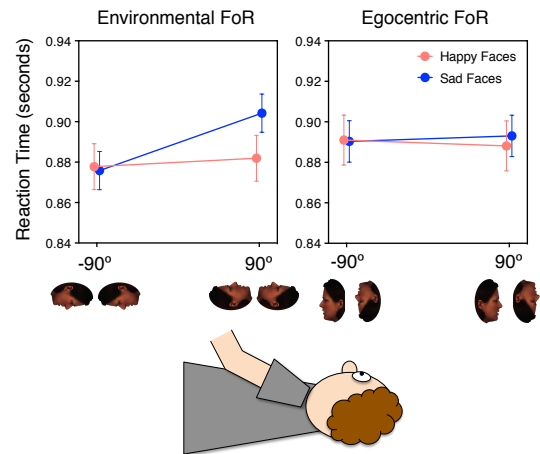 Environmental FoR
Egocentric FoR
Reaction Time (seconds)
0.94
0.92
0.90
0.88
0.86
0.84
-90º
90º
0.94
0.92
0.90
0.88
0.86
0.84
-90º
90º
Happy Faces
Sad Faces